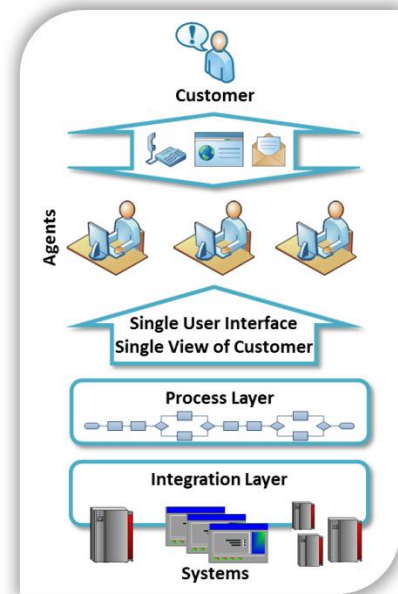 Customer
Agents
Single User Interface
Single View of Customer
Process Layer
Integration Layer
Systems